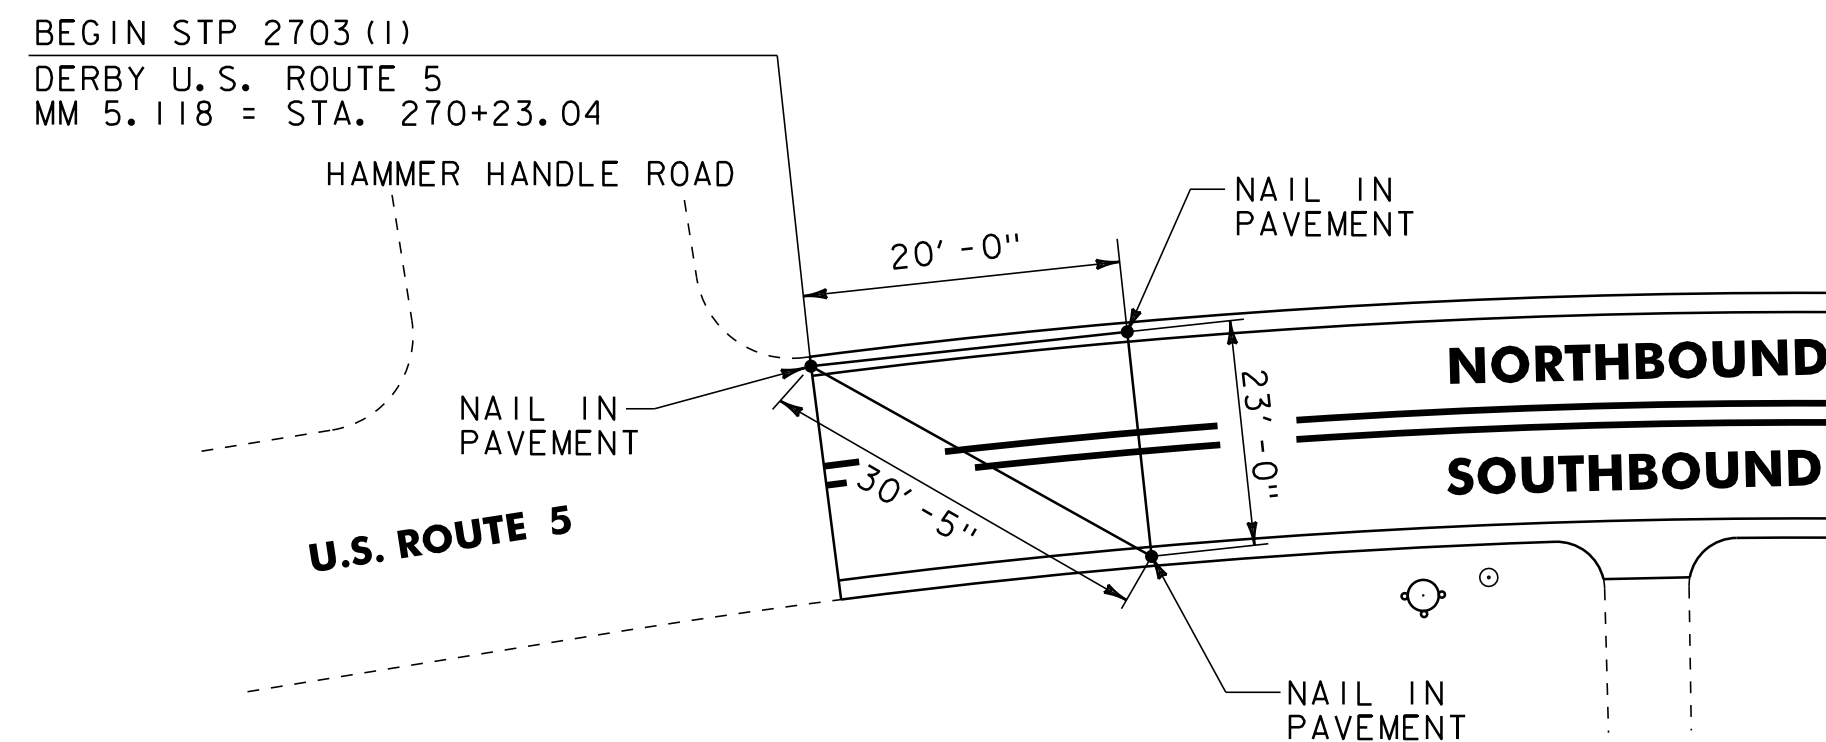 BEGIN STP 2703(1)
DERBY U.S. ROUTE 5
MM 5.118 = STA. 270+23.04
HAMMER HANDLE ROAD
NAIL IN
PAVEMENT
20'-0"
NAIL IN
PAVEMENT
23'-0"
30'-5"
NORTHBOUND
SOUTHBOUND
U.S. ROUTE 5
NAIL IN
PAVEMENT